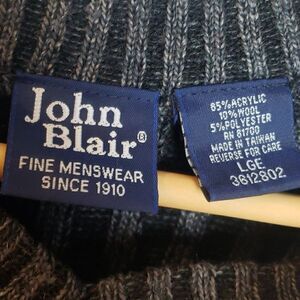 John
Blair®
FINE MENSWEAR
SINCE 1910
85% ACRYLIC
10% WOOL
5% POLYESTER
RN 81700
MADE IN TAIWAN
REVERSE FOR CARE
LGE
3812802